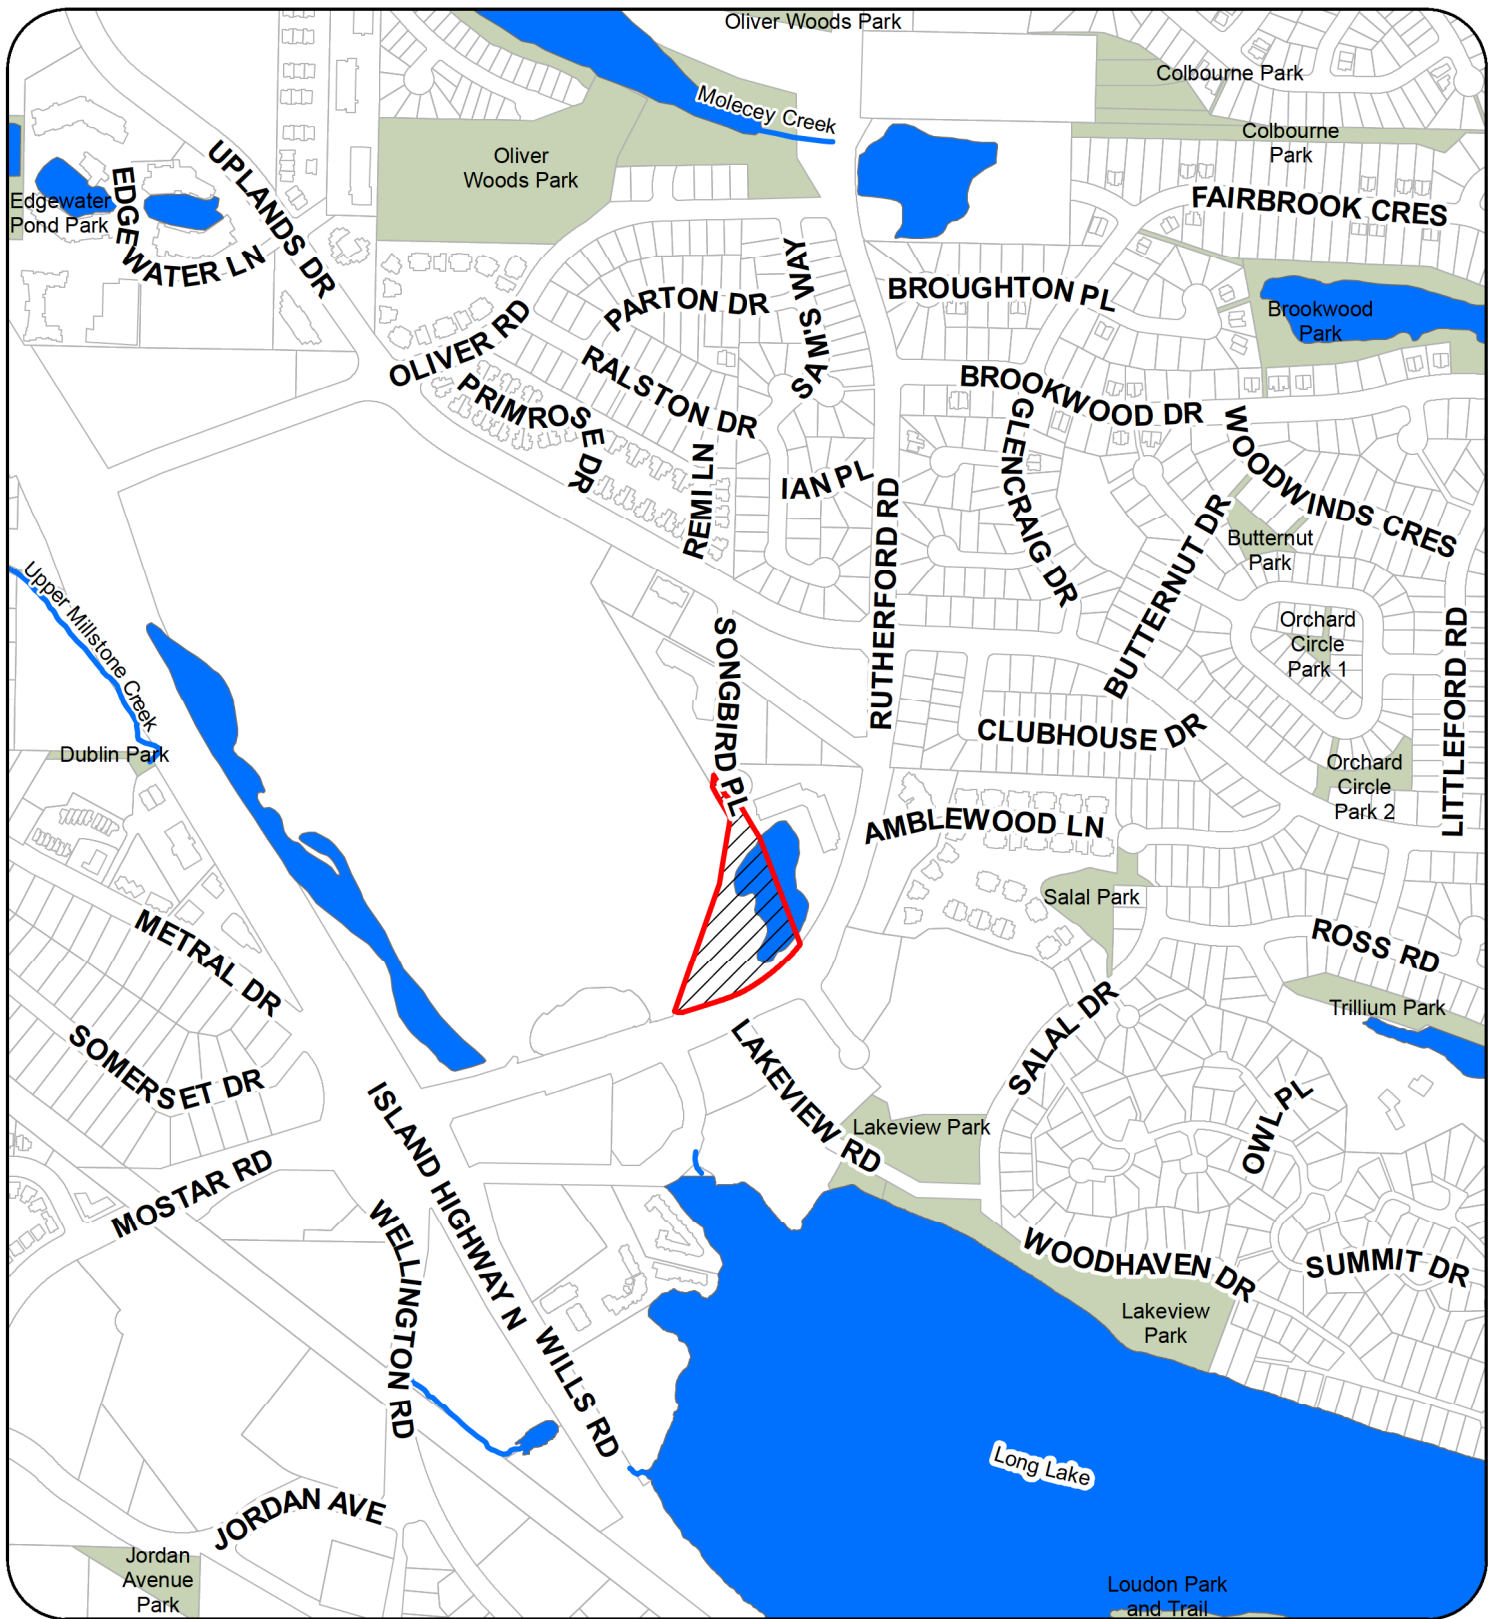 Oliver Woods Park
Colbourne Park
Molecey Creek
Colbourne
Park
Oliver
Woods Park
UPLANDS DR
EDGEWATER LN
Edgewater
Pond Park
FAIRBROOK CRES
SAM'S WAY
BROUGHTON PL
PARTON DR
Brookwood
Park
OLIVER RD
RALSTON DR
PRIMROSE DR
BROOKWOOD DR
GLENCRAIG DR
WOODWINDS CRES
REMI LN
IAN PL
RUTHERFORD RD
BUTTERNUT DR
Butternut
Park
Upper Millstone Creek
Orchard
Circle
Park 1
LITTLEFORD RD
SONGBIRD PL
CLUBHOUSE DR
Dublin Park
Orchard
Circle
Park 2
AMBLEWOOD LN
Salal Park
METRAL DR
ROSS RD
Trillium Park
SALAL DR
SOMERSET DR
LAKEVIEW RD
OWL PL
Lakeview Park
ISLAND HIGHWAY N
MOSTAR RD
WELLINGTON RD
WOODHAVEN DR
SUMMIT DR
Lakeview
Park
WILLS RD
Long Lake
JORDAN AVE
Jordan
Avenue
Park
Loudon Park
and Trail